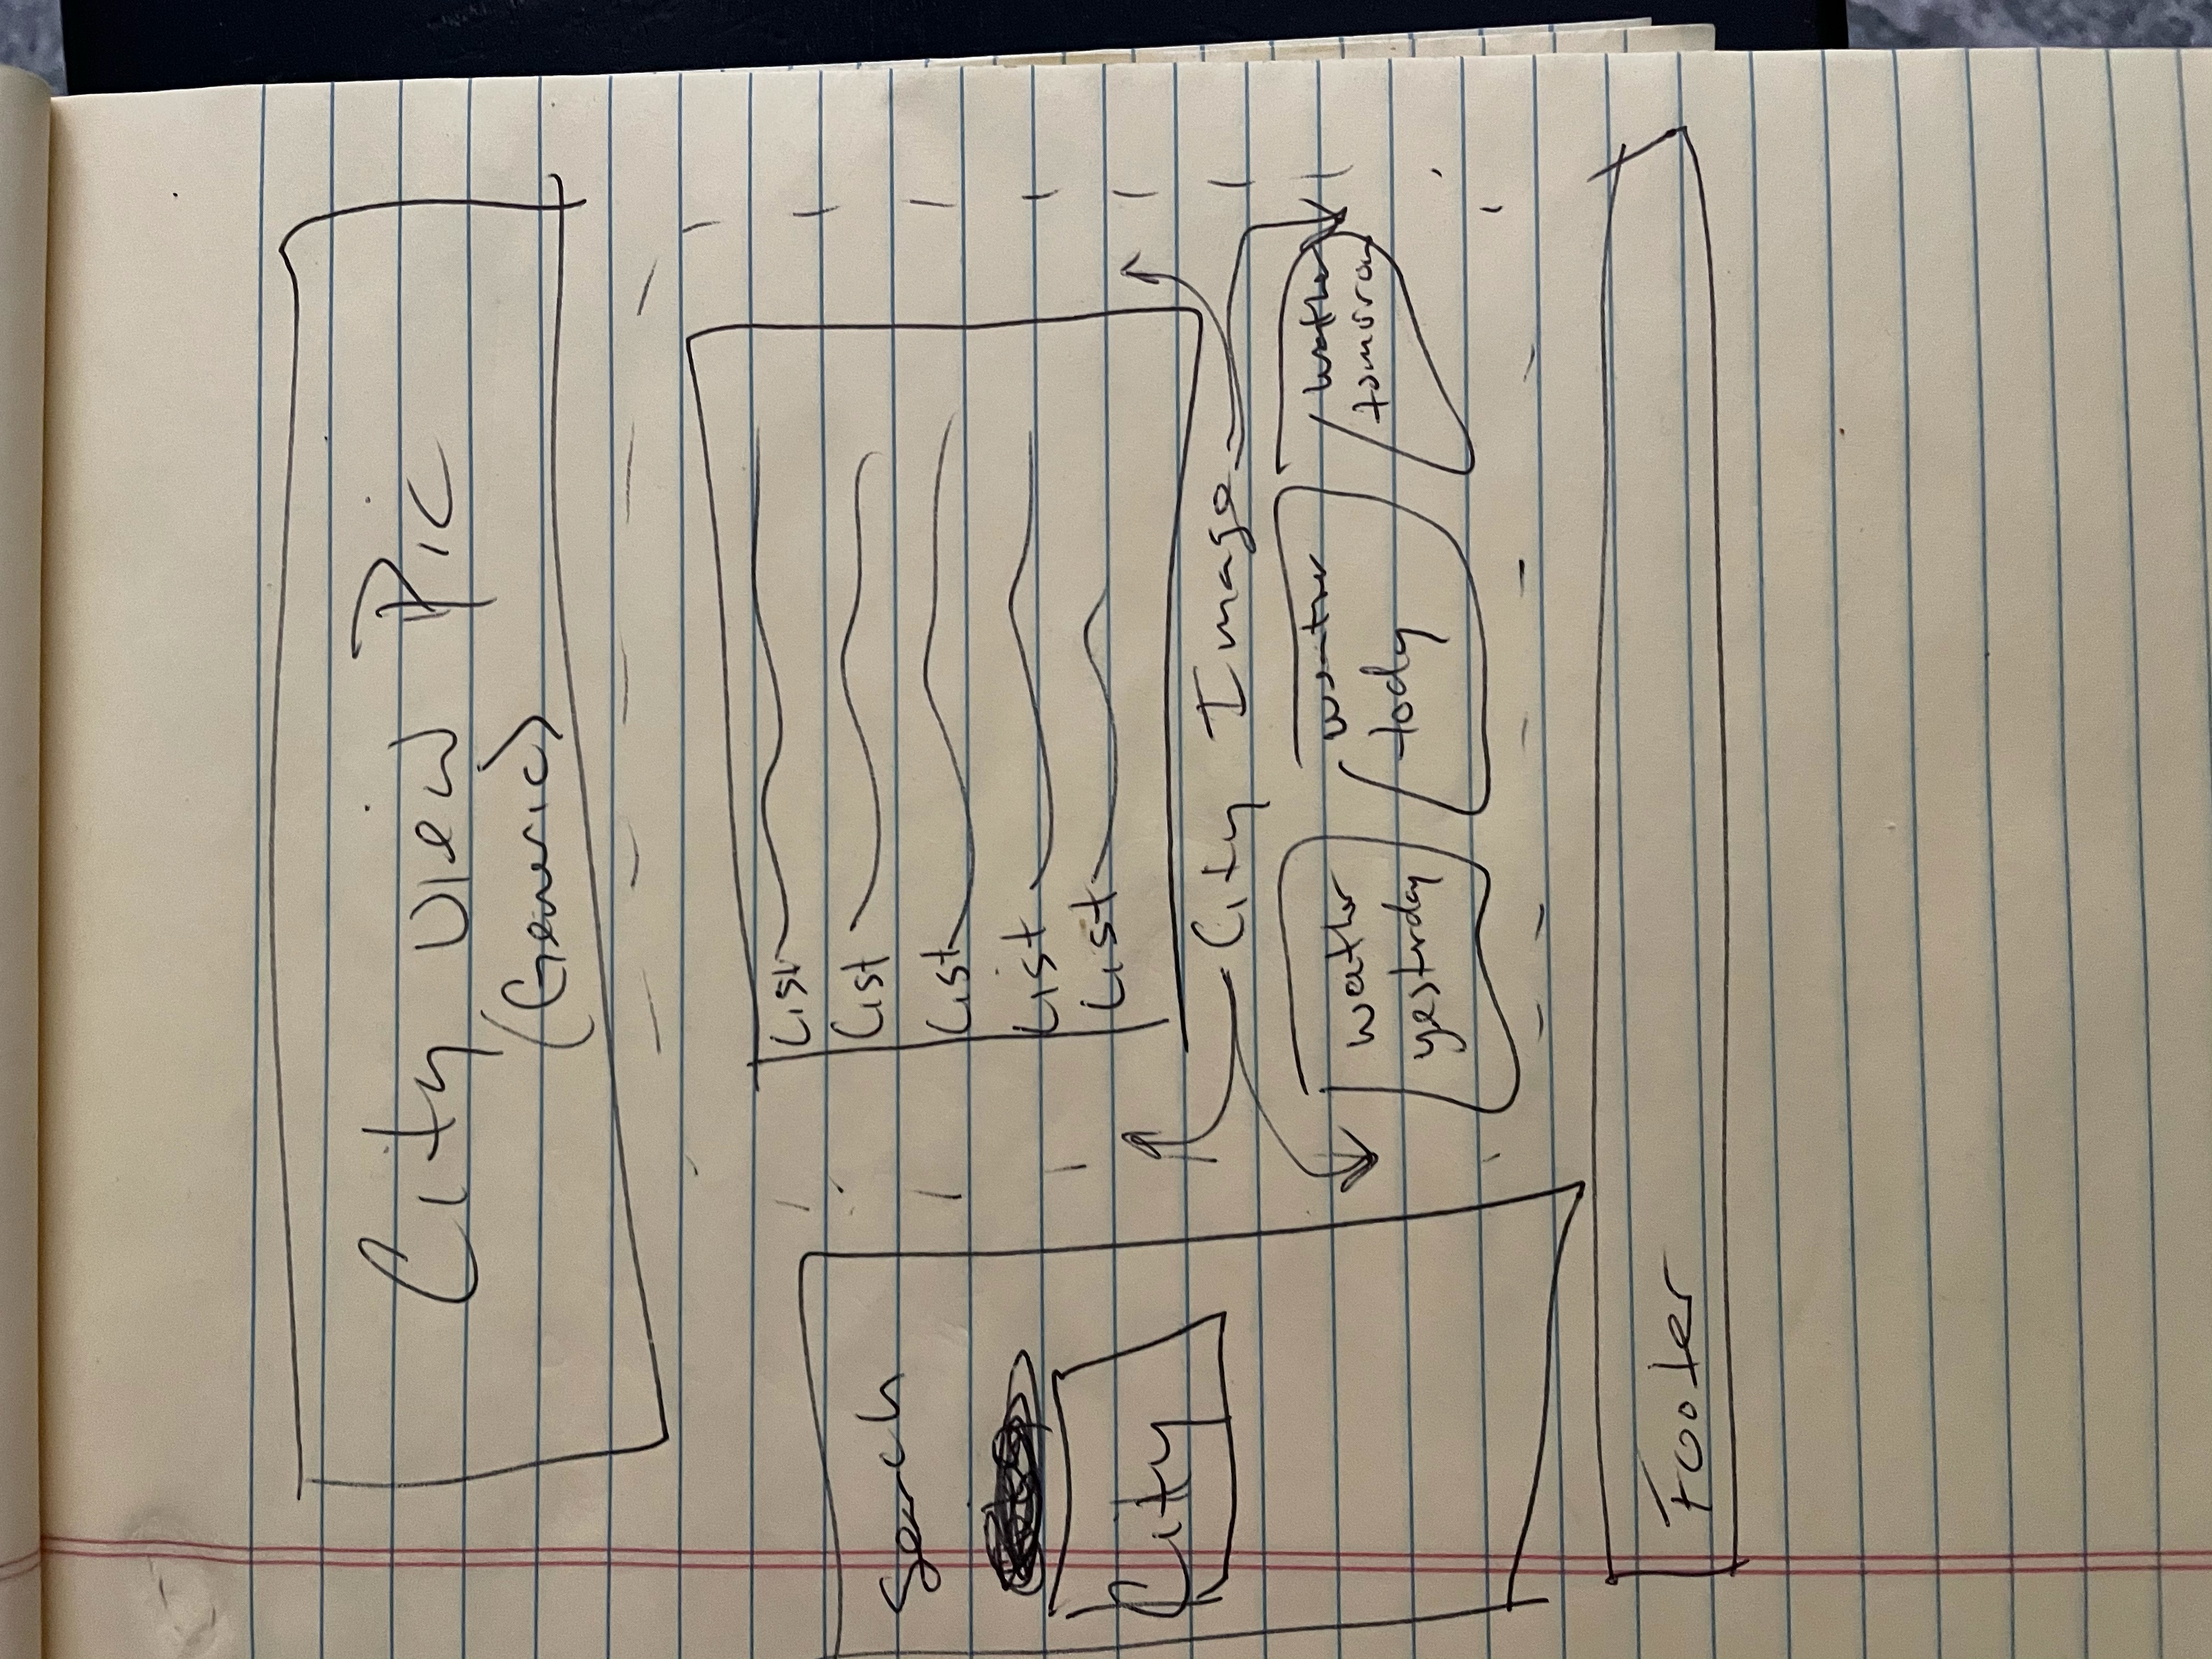 City view Pic
(Generic)
Search
City
List
List
List
List
List
City Image
weather
yesterday
weather
today
weather
tomorrow
Footer